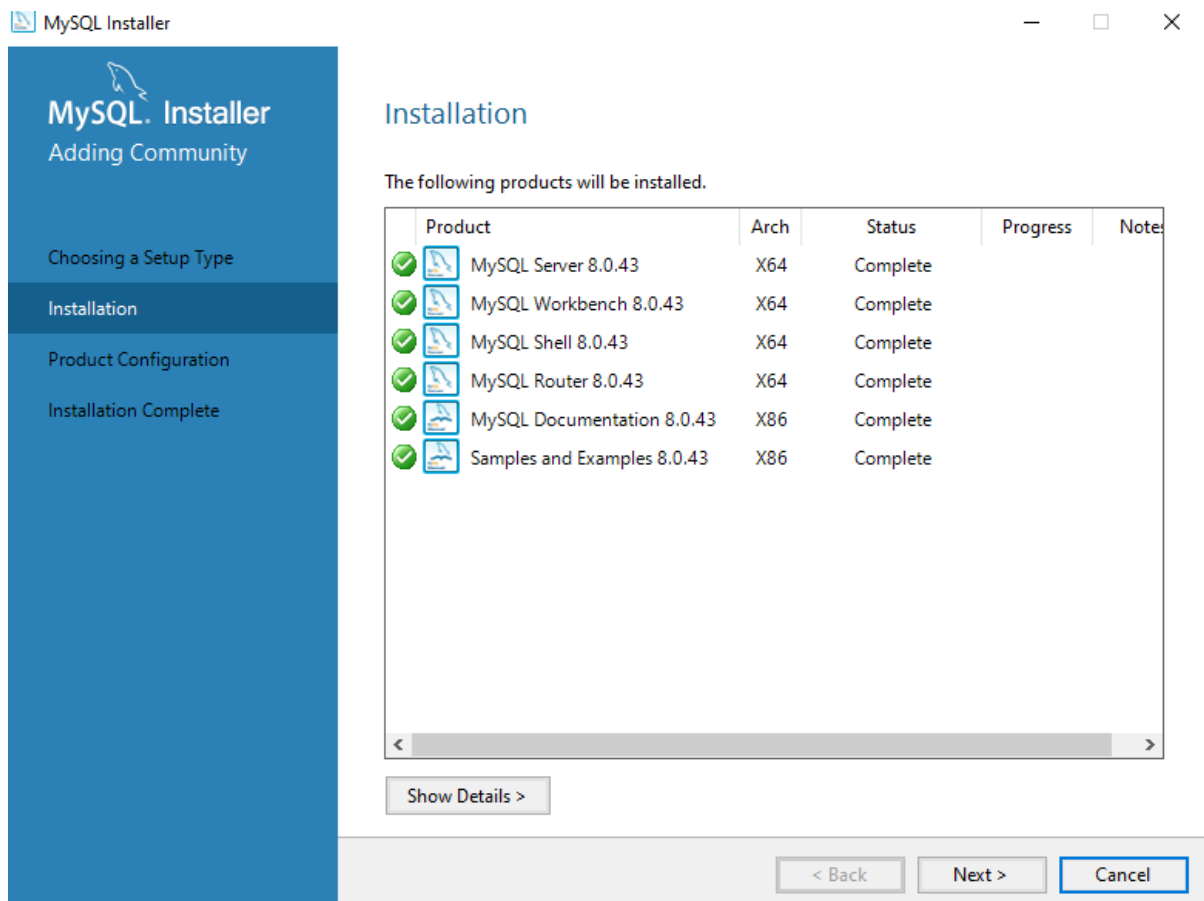 MySQL Installer
MySQL. Installer
Adding Community
Choosing a Setup Type
Installation
Product Configuration
Installation Complete
Installation
The following products will be installed.
Product Arch Status Progress Notes
MySQL Server 8.0.43 X64 Complete
MySQL Workbench 8.0.43 X64 Complete
MySQL Shell 8.0.43 X64 Complete
MySQL Router 8.0.43 X64 Complete
MySQL Documentation 8.0.43 X86 Complete
Samples and Examples 8.0.43 X86 Complete
Show Details >
< Back Next > Cancel